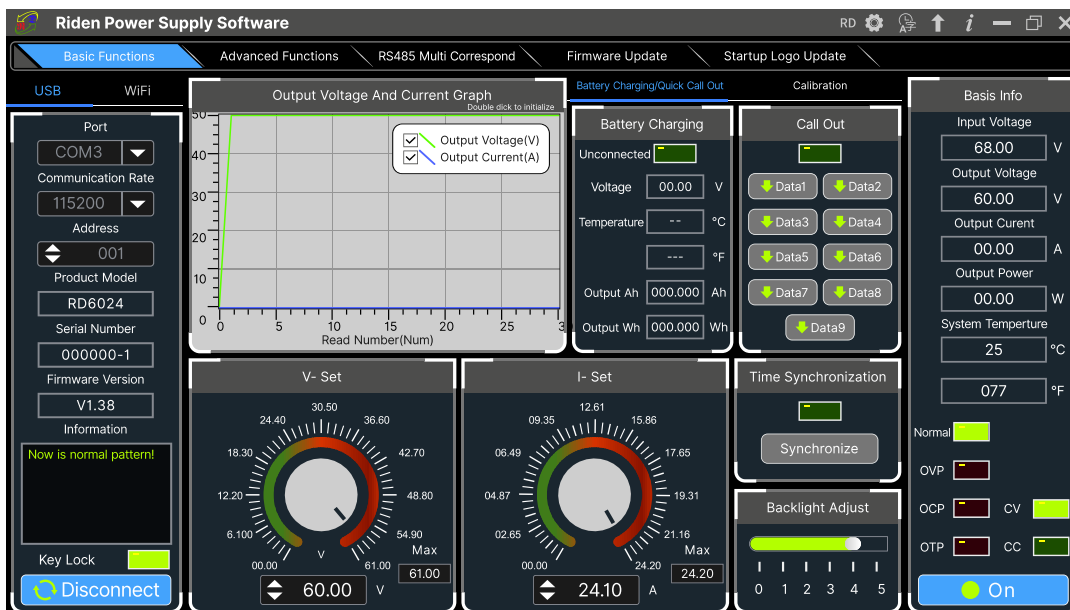 Riden Power Supply Software
RD
Basic Functions
Advanced Functions
RS485 Multi Correspond
Firmware Update
Startup Logo Update
USB
WiFi
Port
COM3
Communication Rate
115200
Address
001
Product Model
RD6024
Serial Number
000000-1
Firmware Version
V1.38
Information
Now is normal pattern!
Key Lock
Disconnect
Output Voltage And Current Graph
Double dick to initialize
Output Voltage(V)
Output Current(A)
50
40
30
20
10
0
0 5 10 15 20 25 3
Read Number(Num)
Battery Charging/Quick Call Out
Calibration
Battery Charging
Unconnected
Voltage 00.00 V
Temperature -- °C
--- °F
Output Ah 000.000 Ah
Output Wh 000.000 Wh
Call Out
Data1 Data2
Data3 Data4
Data5 Data6
Data7 Data8
Data9
V- Set
30.50
24.40 36.60
18.30 42.70
12.20 48.80
6.100 54.90
00.00 61.00
V
Max
61.00
60.00 V
I- Set
12.61
09.35 15.86
06.49 17.65
04.87 19.31
02.65 21.16
00.00 24.20
Max
24.20
24.10 A
Time Synchronization
Synchronize
Backlight Adjust
0 1 2 3 4 5
Basis Info
Input Voltage
68.00 V
Output Voltage
60.00 V
Output Curent
00.00 A
Output Power
00.00 W
System Temperture
25 °C
077 °F
Normal
OVP
OCP CV
OTP CC
On